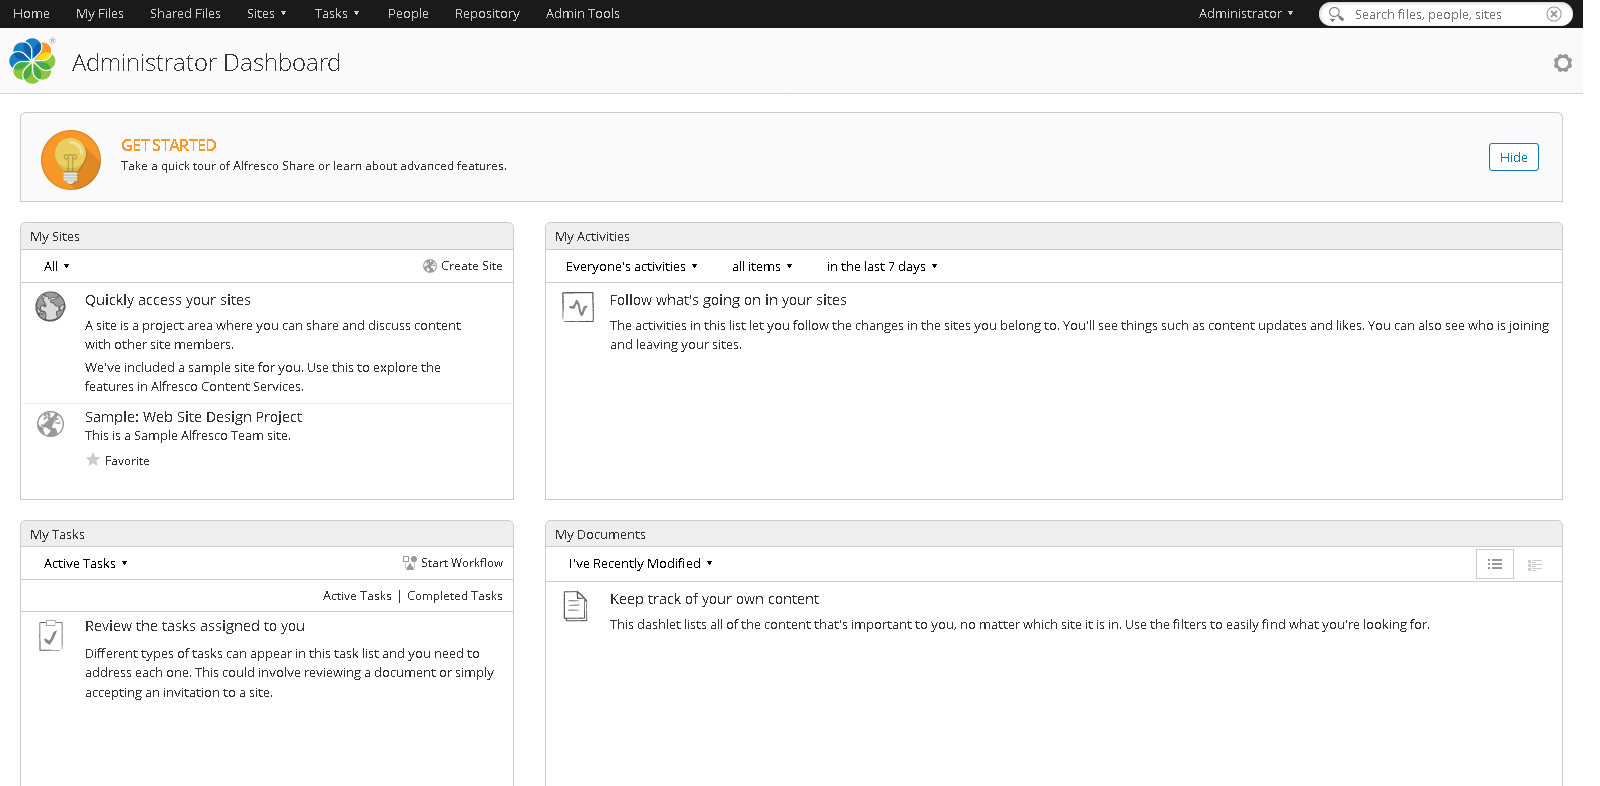 Home My Files Shared Files Sites Tasks People Repository Admin Tools Administrator Search files, people, sites
Administrator Dashboard
GET STARTED
Take a quick tour of Alfresco Share or learn about advanced features.
Hide
My Sites
All Create Site
Quickly access your sites
A site is a project area where you can share and discuss content
with other site members.
We've included a sample site for you. Use this to explore the
features in Alfresco Content Services.
Sample: Web Site Design Project
This is a Sample Alfresco Team site.
Favorite
My Activities
Everyone's activities all items in the last 7 days
Follow what's going on in your sites
The activities in this list let you follow the changes in the sites you belong to. You'll see things such as content updates and likes. You can also see who is joining
and leaving your sites.
My Tasks
Active Tasks Start Workflow
Active Tasks | Completed Tasks
Review the tasks assigned to you
Different types of tasks can appear in this task list and you need to
address each one. This could involve reviewing a document or simply
accepting an invitation to a site.
My Documents
I've Recently Modified
Keep track of your own content
This dashlet lists all of the content that's important to you, no matter which site it is in. Use the filters to easily find what you're looking for.